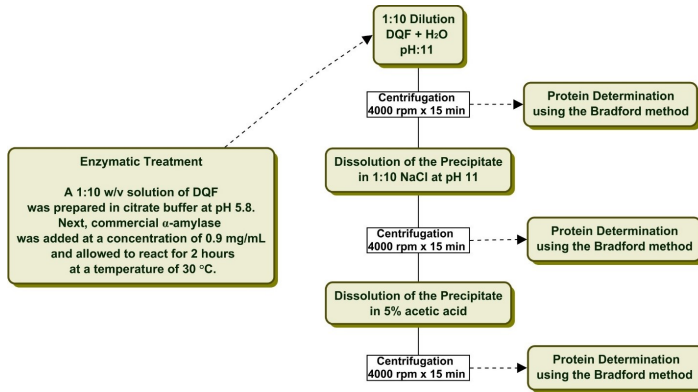 1:10 Dilution
DQF + H₂O
pH:11
Centrifugation
4000 rpm x 15 min
Protein Determination
using the Bradford method
Enzymatic Treatment
A 1:10 w/v solution of DQF
was prepared in citrate buffer at pH 5.8.
Next, commercial α-amylase
was added at a concentration of 0.9 mg/mL
and allowed to react for 2 hours
at a temperature of 30 °C.
Dissolution of the Precipitate
in 1:10 NaCl at pH 11
Centrifugation
4000 rpm x 15 min
Protein Determination
using the Bradford method
Dissolution of the Precipitate
in 5% acetic acid
Centrifugation
4000 rpm x 15 min
Protein Determination
using the Bradford method